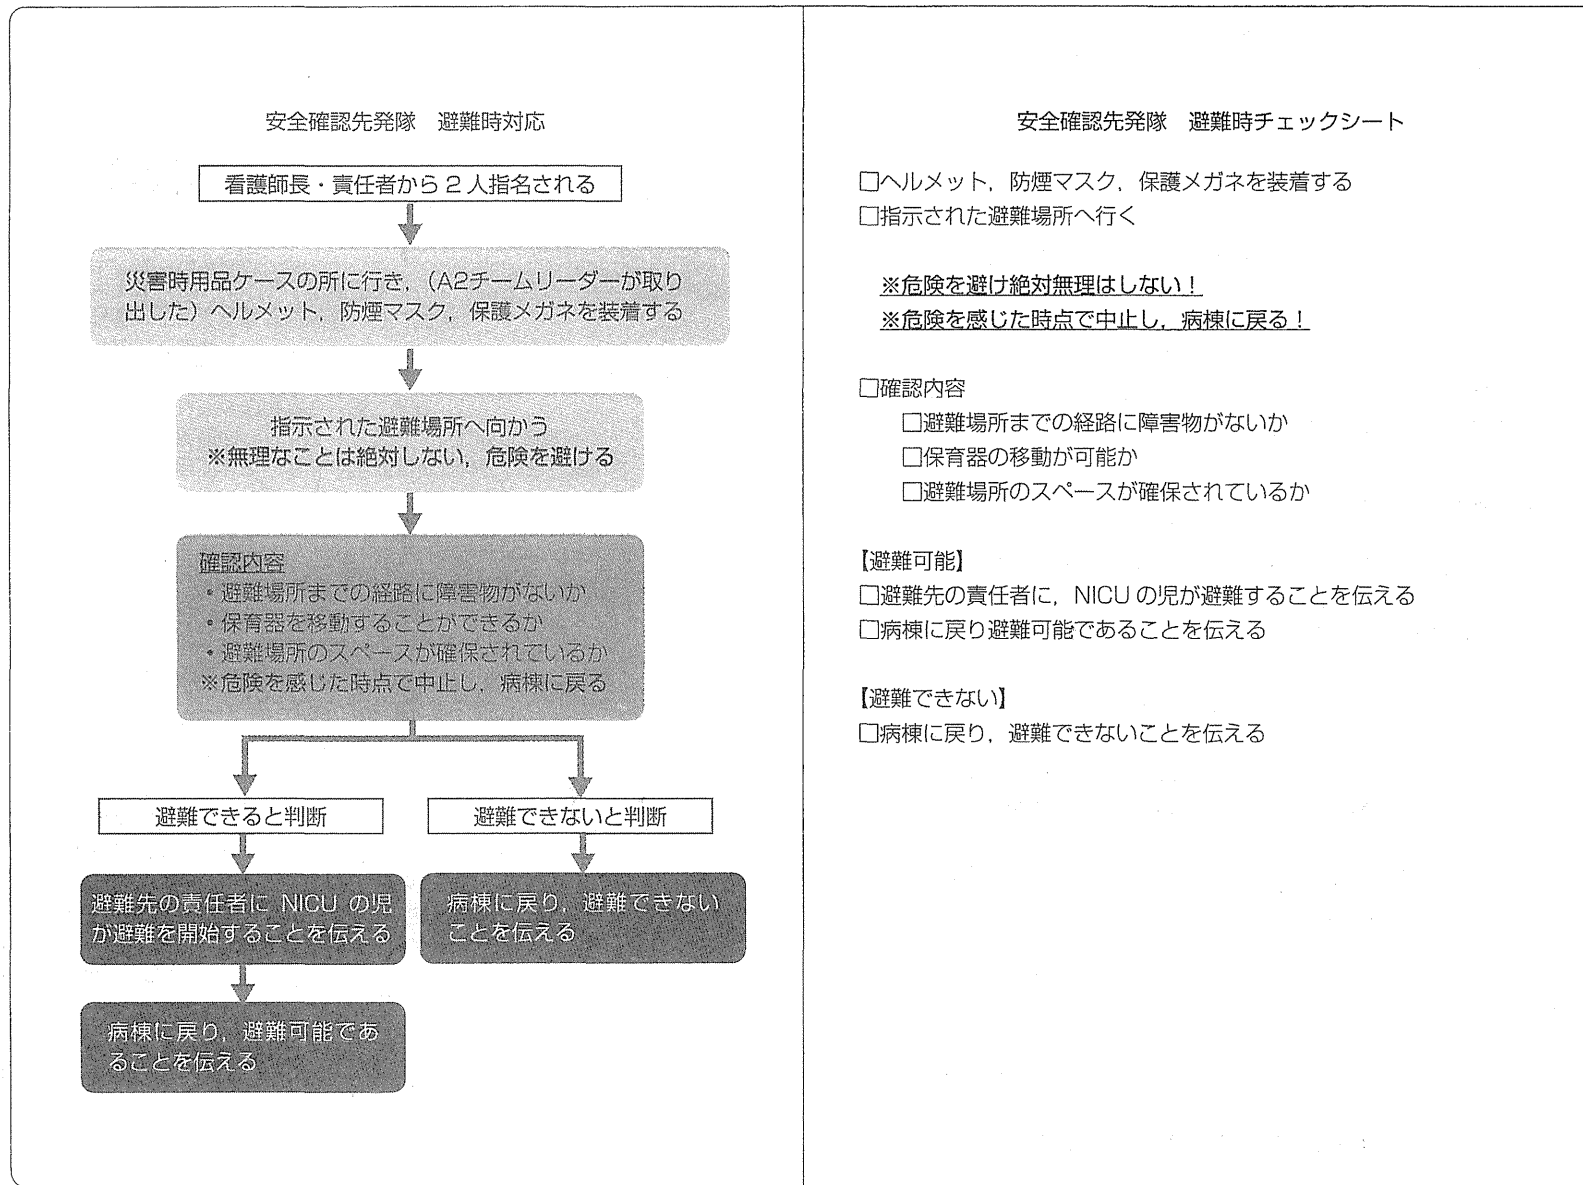 安全確認先発隊　避難時対応
看護師長・責任者から2人指名される
災害時用品ケースの所に行き，（A2チームリーダーが取り
出した）ヘルメット，防煙マスク，保護メガネを装着する
指示された避難場所へ向かう
※無理なことは絶対しない，危険を避ける
確認内容
・避難場所までの経路に障害物がないか
・保育器を移動することができるか
・避難場所のスペースが確保されているか
※危険を感じた時点で中止し，病棟に戻る
避難できると判断
避難できないと判断
避難先の責任者に NICU の児
が避難を開始することを伝える
病棟に戻り，避難できない
ことを伝える
病棟に戻り，避難可能であ
ることを伝える
安全確認先発隊　避難時チェックシート
□ヘルメット，防煙マスク，保護メガネを装着する
□指示された避難場所へ行く
※危険を避け絶対無理はしない！
※危険を感じた時点で中止し，病棟に戻る！
□確認内容
□避難場所までの経路に障害物がないか
□保育器の移動が可能か
□避難場所のスペースが確保されているか
【避難可能】
□避難先の責任者に，NICU の児が避難することを伝える
□病棟に戻り避難可能であることを伝える
【避難できない】
□病棟に戻り，避難できないことを伝える